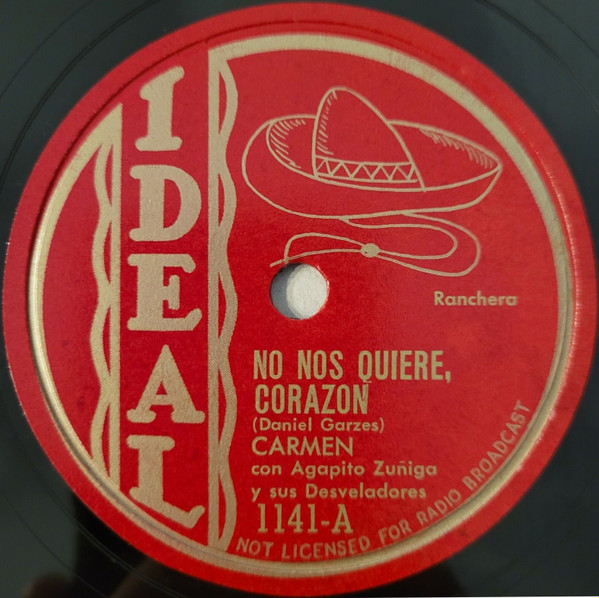 IDEAL
Ranchera
NO NOS QUIERE,
CORAZOÑ
(Daniel Garzes)
CARMEN
con Agapito Zuñiga
y sus Desveladores
1141-A
NOT LICENSED FOR RADIO BROADCAST